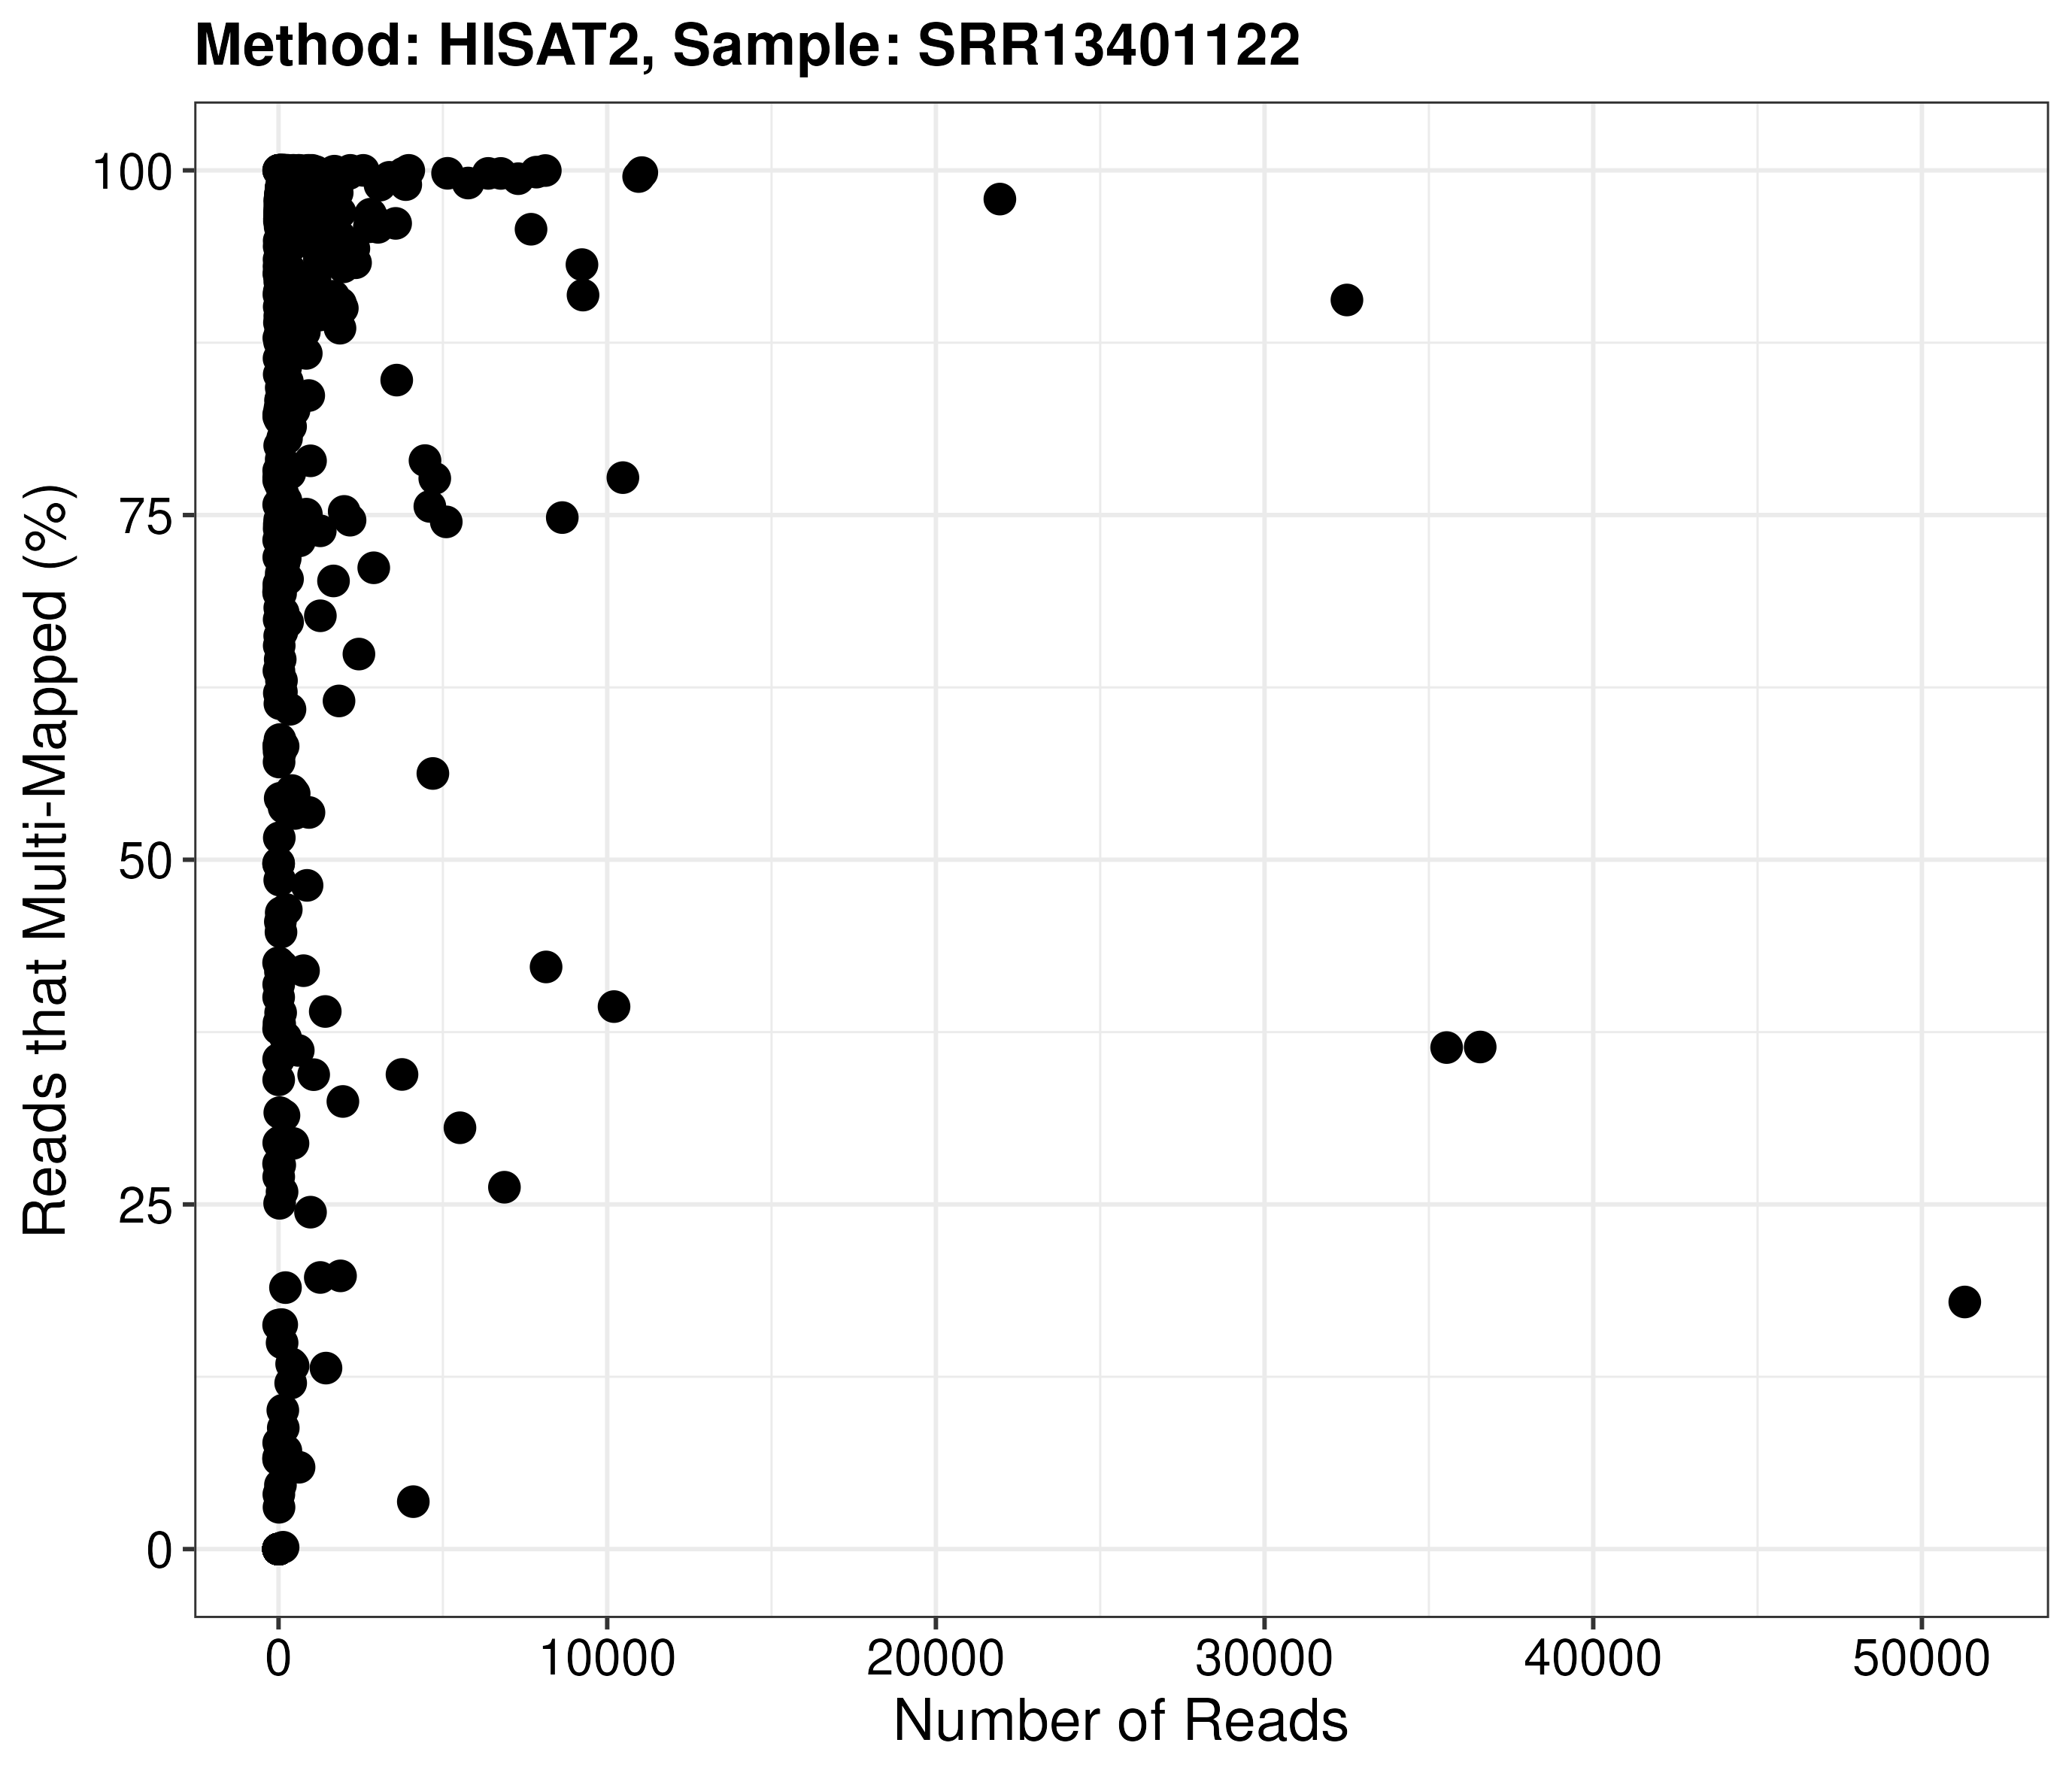 Method: HISAT2, Sample: SRR13401122
Reads that Multi-Mapped (%)
100
75
50
25
0
0 10000 20000 30000 40000 50000
Number of Reads